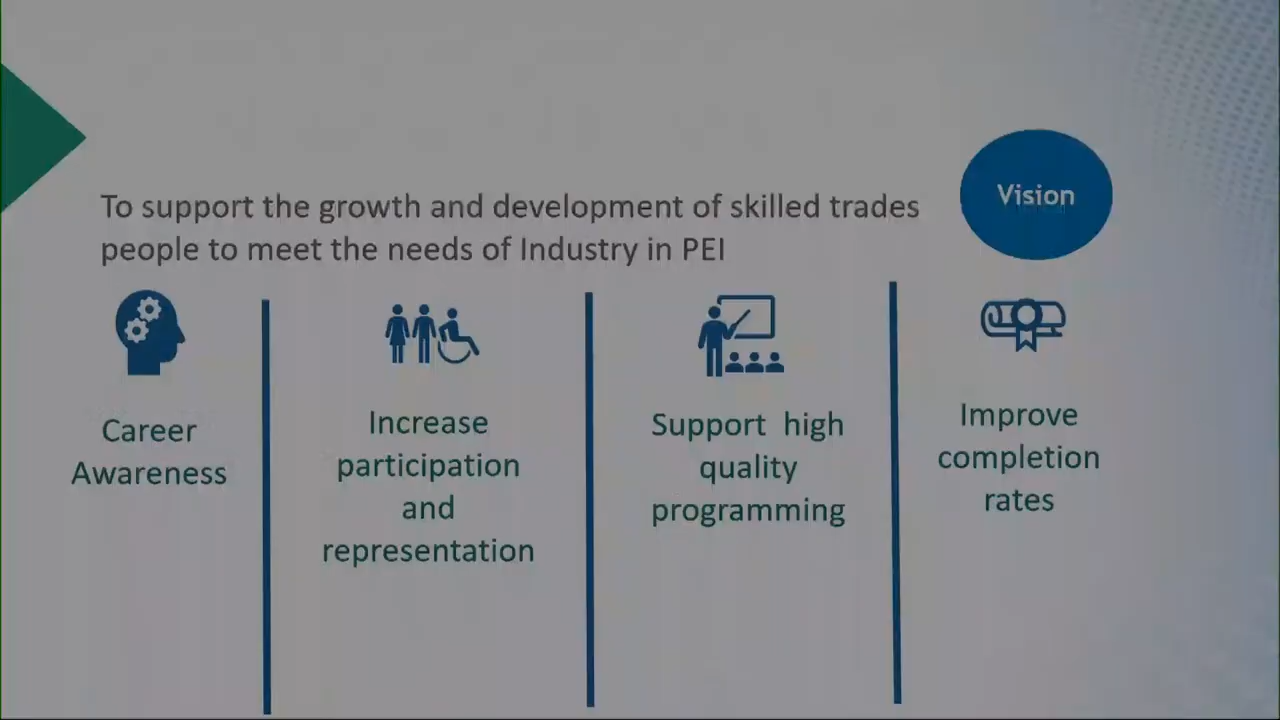 Vision
To support the growth and development of skilled trades
people to meet the needs of Industry in PEI
Career
Awareness
Increase
participation
and
representation
Support high
quality
programming
Improve
completion
rates